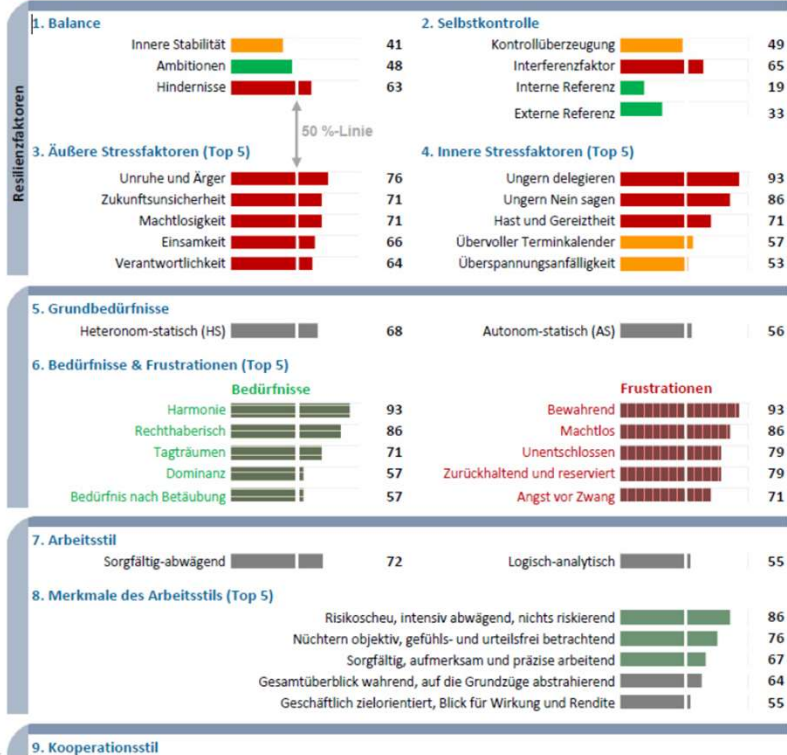 Resilienzfaktoren
1. Balance
Innere Stabilität 41
Ambitionen 48
Hindernisse 63
2. Selbstkontrolle
Kontrollüberzeugung 49
Interferenzfaktor 65
Interne Referenz 19
Externe Referenz 33
50 %-Linie
3. Äußere Stressfaktoren (Top 5)
Unruhe und Ärger 76
Zukunftsunsicherheit 71
Machtlosigkeit 71
Einsamkeit 66
Verantwortlichkeit 64
4. Innere Stressfaktoren (Top 5)
Ungern delegieren 93
Ungern Nein sagen 86
Hast und Gereiztheit 71
Übervoller Terminkalender 57
Überspannungsanfälligkeit 53
5. Grundbedürfnisse
Heteronom-statisch (HS) 68
Autonom-statisch (AS) 56
6. Bedürfnisse & Frustrationen (Top 5)
Bedürfnisse
Harmonie 93
Rechthaberisch 86
Tagträumen 71
Dominanz 57
Bedürfnis nach Betäubung 57
Frustrationen
Bewahrend 93
Machtlos 86
Unentschlossen 79
Zurückhaltend und reserviert 79
Angst vor Zwang 71
7. Arbeitsstil
Sorgfältig-abwägend 72
Logisch-analytisch 55
8. Merkmale des Arbeitsstils (Top 5)
Risikoscheu, intensiv abwägend, nichts riskierend 86
Nüchtern objektiv, gefühls- und urteilsfrei betrachtend 76
Sorgfältig, aufmerksam und präzise arbeitend 67
Gesamtüberblick wahrend, auf die Grundzüge abstrahierend 64
Geschäftlich zielorientiert, Blick für Wirkung und Rendite 55
9. Kooperationsstil